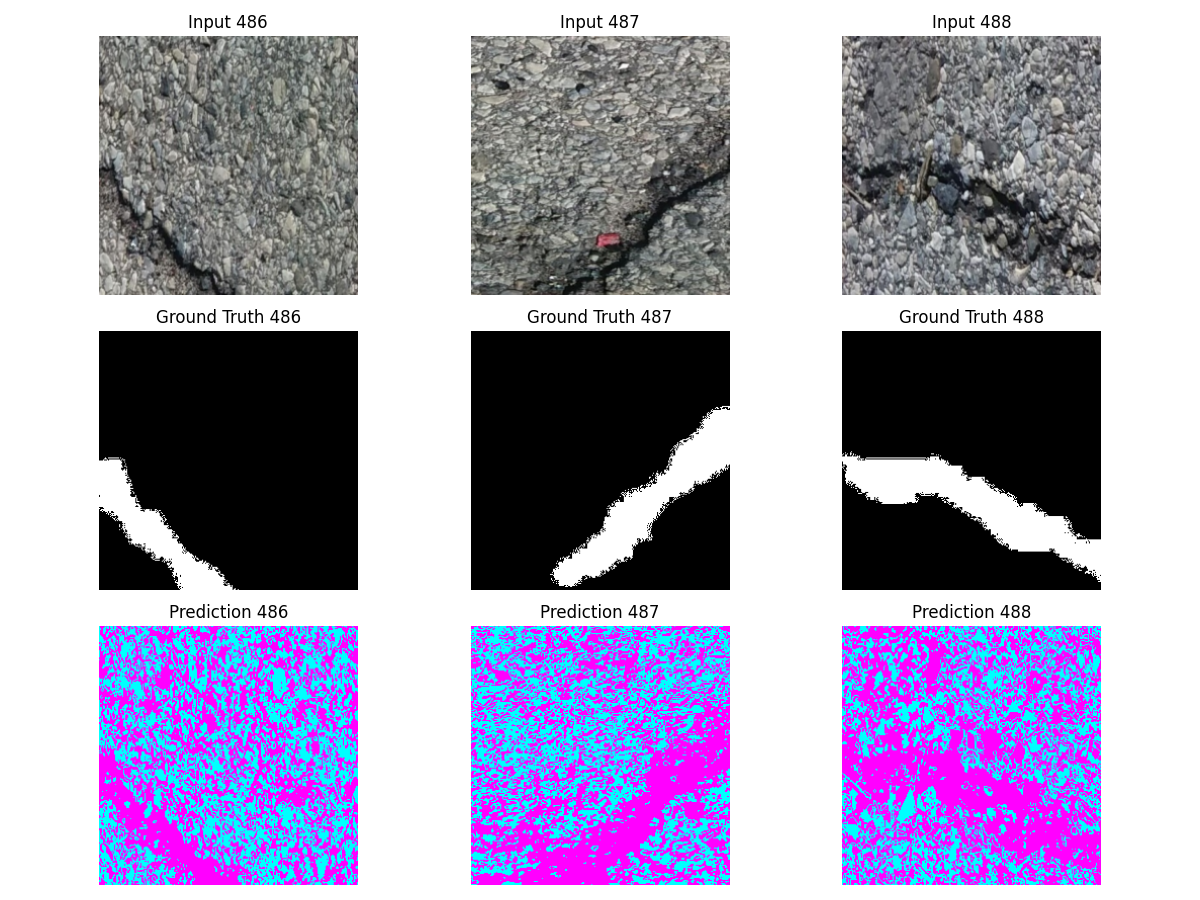 Input 486
Input 487
Input 488
Ground Truth 486
Ground Truth 487
Ground Truth 488
Prediction 486
Prediction 487
Prediction 488